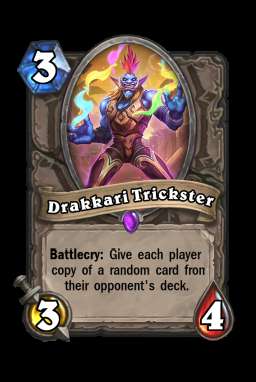 3
Drakkari Trickster
Battlecry: Give each player
copy of a random card fron
their opponent's deck.
3
4